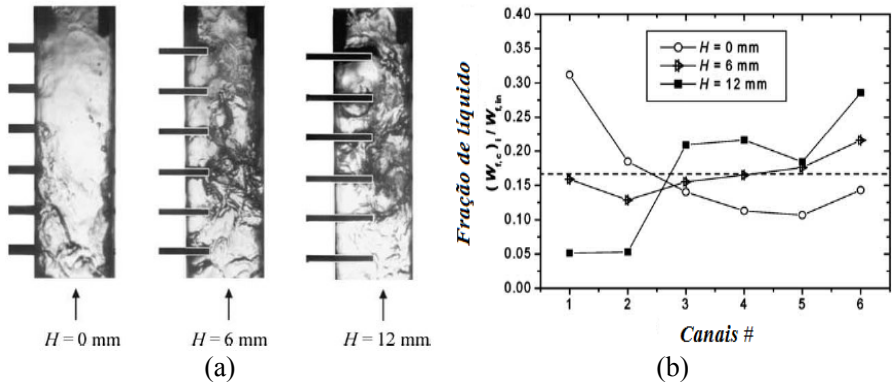 H = 0 mm
H = 6 mm
H = 12 mm
(a)
Fração de líquido
(W_f,c)_i / W_f,in
0.40
0.35
0.30
0.25
0.20
0.15
0.10
0.05
0.00
H = 0 mm
H = 6 mm
H = 12 mm
1 2 3 4 5 6
Canais #
(b)